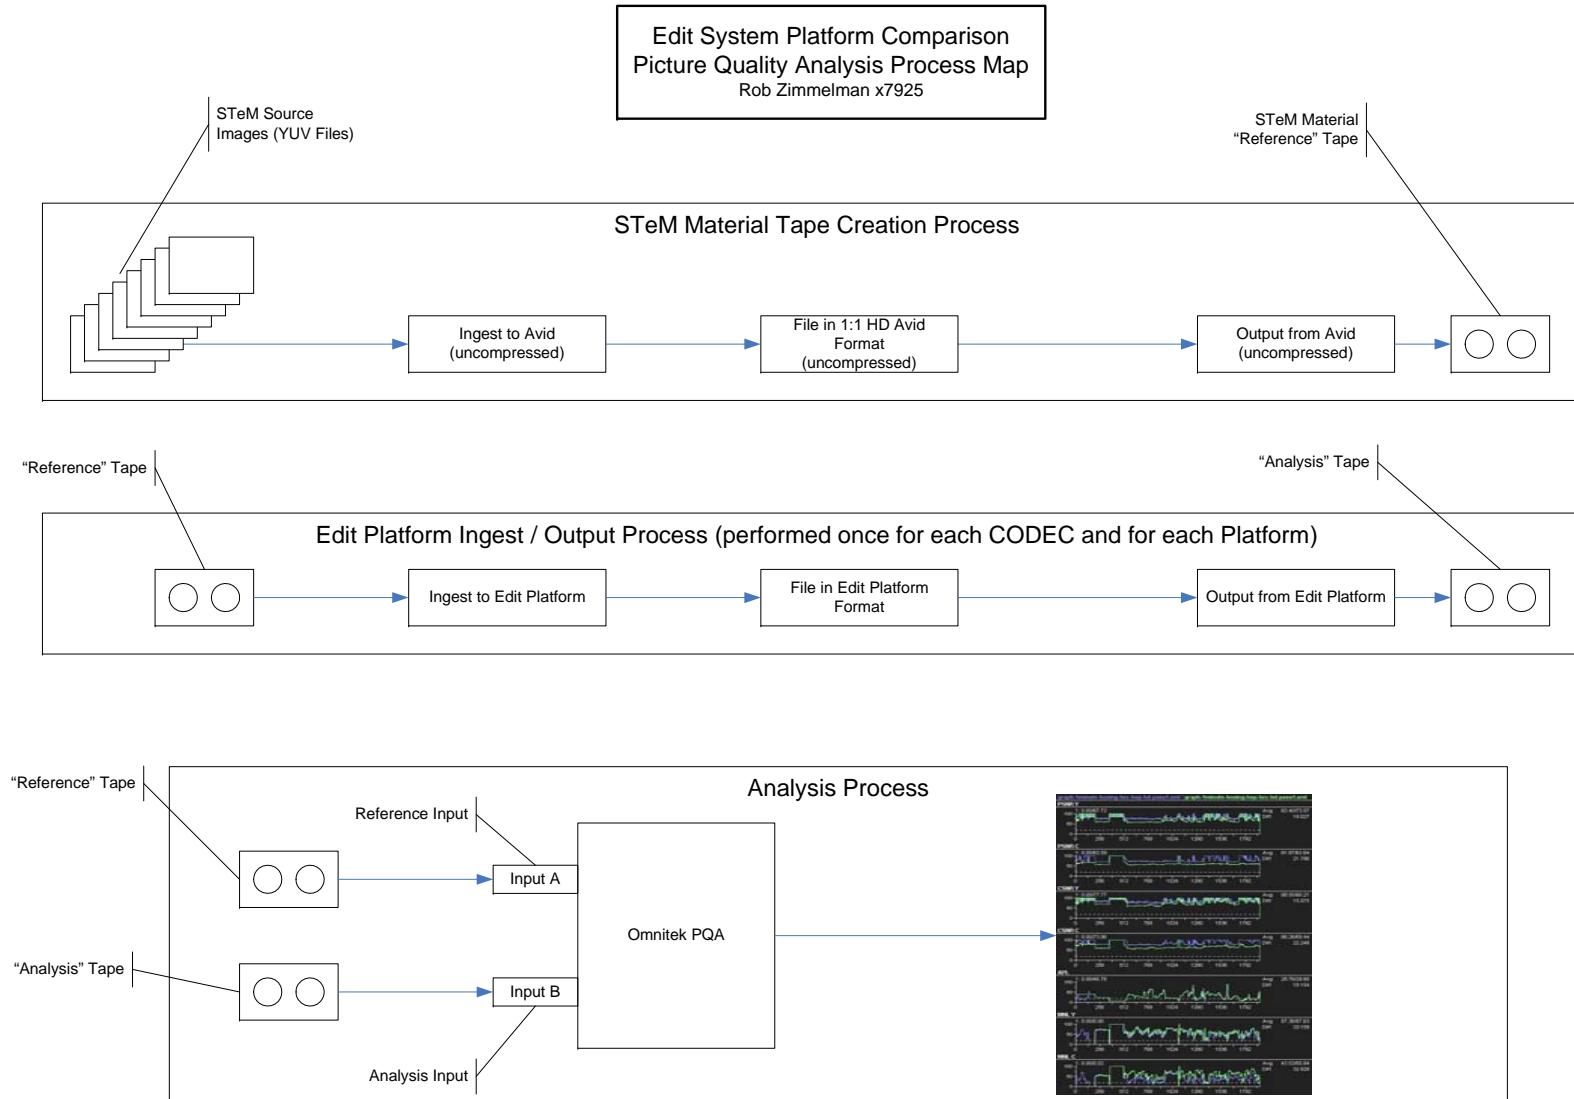 Edit System Platform Comparison
Picture Quality Analysis Process Map
Rob Zimmelman x7925
STeM Source
Images (YUV Files)
STeM Material
“Reference” Tape
STeM Material Tape Creation Process
Ingest to Avid
(uncompressed)
File in 1:1 HD Avid
Format
(uncompressed)
Output from Avid
(uncompressed)
“Reference” Tape
“Analysis” Tape
Edit Platform Ingest / Output Process (performed once for each CODEC and for each Platform)
Ingest to Edit Platform
File in Edit Platform
Format
Output from Edit Platform
“Reference” Tape
Analysis Process
Reference Input
Input A
Omnitek PQA
“Analysis” Tape
Input B
Analysis Input